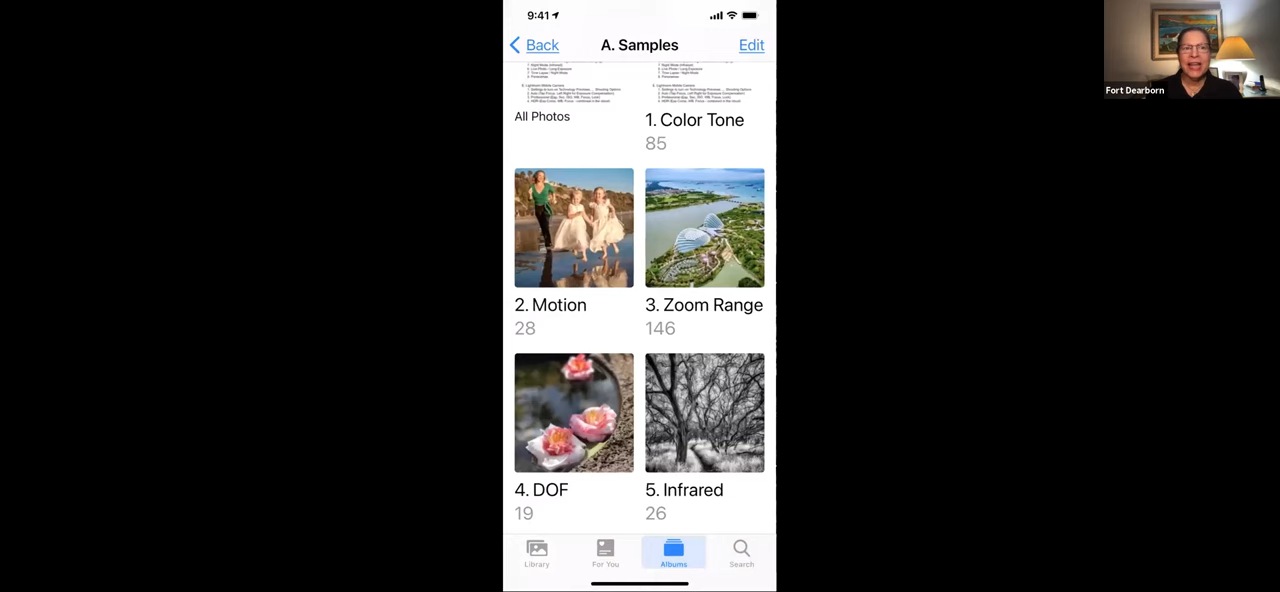 9:41
Back
A. Samples
Edit
All Photos
1. Color Tone
85
2. Motion
28
3. Zoom Range
146
4. DOF
19
5. Infrared
26
Library
For You
Albums
Search
Fort Dearborn